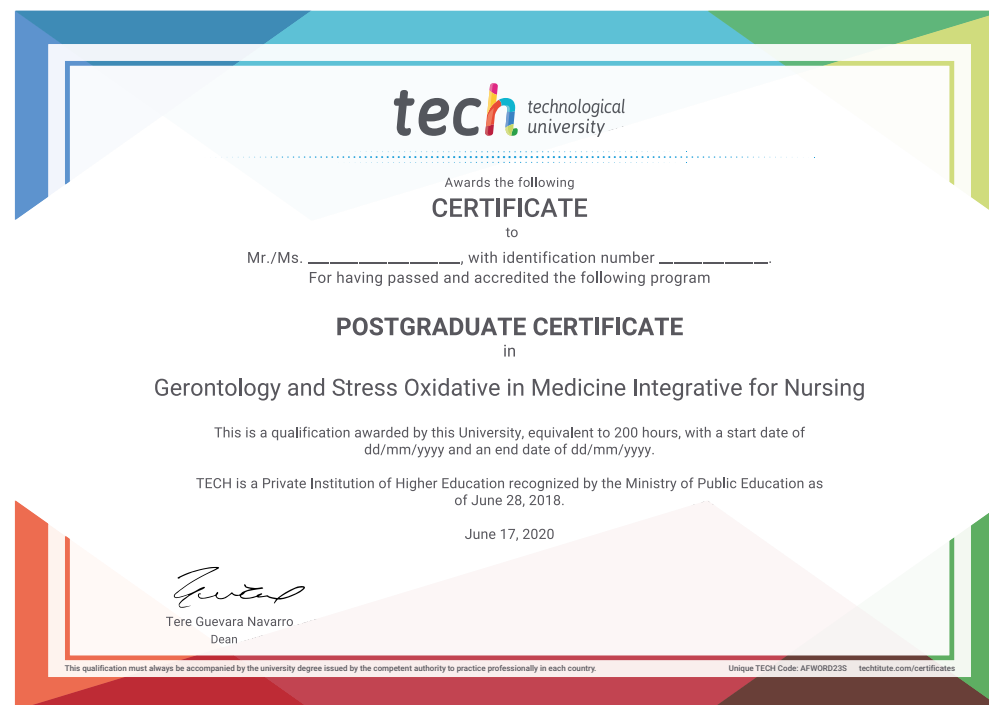 tech technological
university
Awards the following
CERTIFICATE
to
Mr./Ms. ____________________, with identification number ______________.
For having passed and accredited the following program
POSTGRADUATE CERTIFICATE
in
Gerontology and Stress Oxidative in Medicine Integrative for Nursing
This is a qualification awarded by this University, equivalent to 200 hours, with a start date of
dd/mm/yyyy and an end date of dd/mm/yyyy.
TECH is a Private Institution of Higher Education recognized by the Ministry of Public Education as
of June 28, 2018.
June 17, 2020
Tere Guevara Navarro
Dean
This qualification must always be accompanied by the university degree issued by the competent authority to practice professionally in each country.
Unique TECH Code: AFWORD23S techtitute.com/certificates